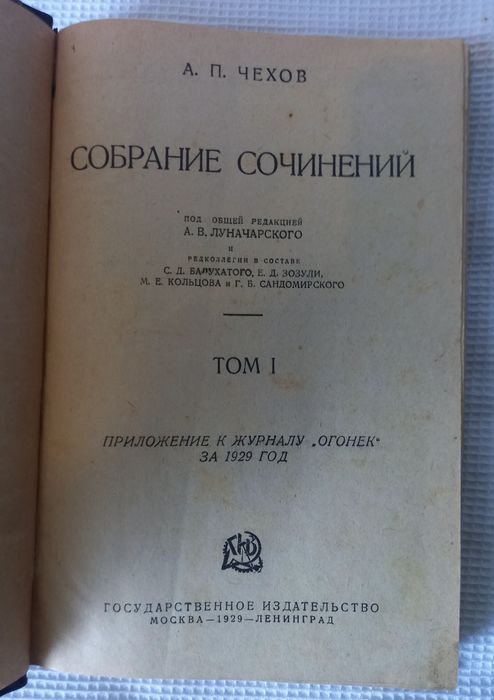 А. П. ЧЕХОВ
СОБРАНИЕ СОЧИНЕНИЙ
ПОД ОБЩЕЙ РЕДАКЦИЕЙ
А. В. ЛУНАЧАРСКОГО
И
РЕДКОЛЛЕГИИ В СОСТАВЕ
С. Д. БАЛУХАТОГО, Е. Д. ЗОЗУЛИ,
М. Е. КОЛЬЦОВА и Г. Б. САНДОМИРСКОГО
ТОМ I
ПРИЛОЖЕНИЕ К ЖУРНАЛУ „ОГОНЕК“
ЗА 1929 ГОД
ГОСУДАРСТВЕННОЕ ИЗДАТЕЛЬСТВО
МОСКВА—1929—ЛЕНИНГРАД